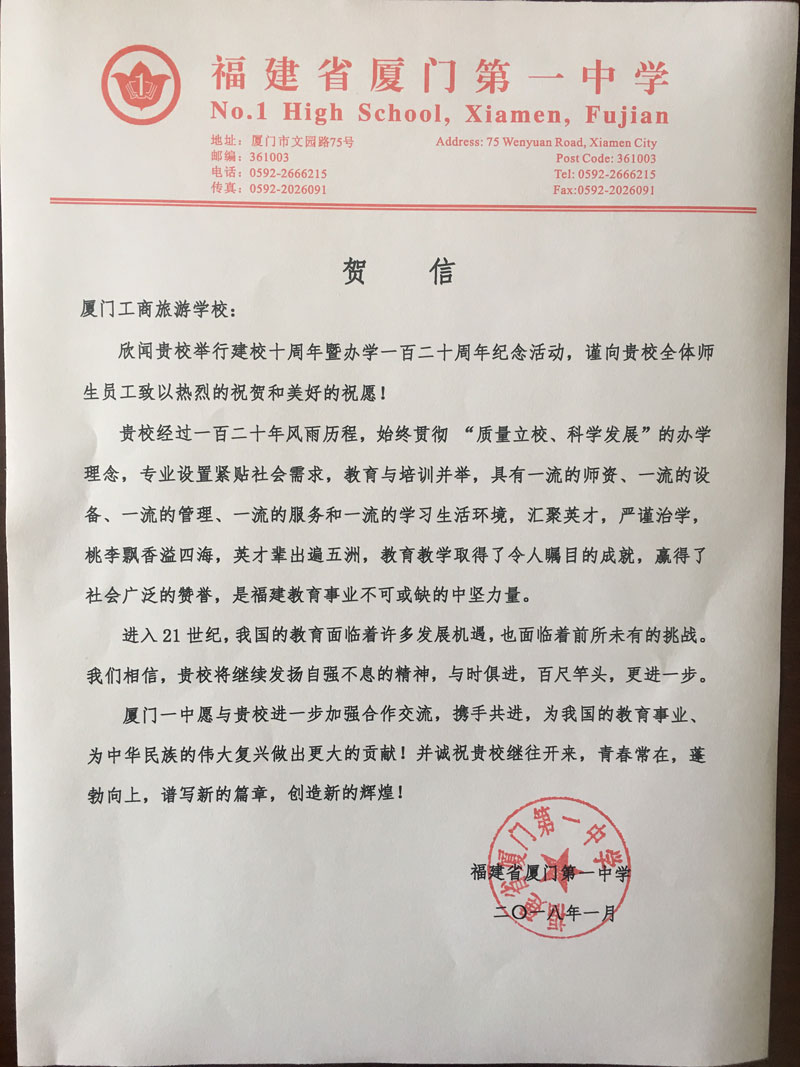 1
福建省厦门第一中学
No.1 High School, Xiamen, Fujian
地址：厦门市文园路75号 Address: 75 Wenyuan Road, Xiamen City
邮编：361003 Post Code: 361003
电话：0592-2666215 Tel: 0592-2666215
传真：0592-2026091 Fax:0592-2026091
贺 信
厦门工商旅游学校：
欣闻贵校举行建校十周年暨办学一百二十周年纪念活动，谨向贵校全体师
生员工致以热烈的祝贺和美好的祝愿！
贵校经过一百二十年风雨历程，始终贯彻 “质量立校、科学发展”的办学
理念，专业设置紧贴社会需求，教育与培训并举，具有一流的师资、一流的设
备、一流的管理、一流的服务和一流的学习生活环境，汇聚英才，严谨治学，
桃李飘香溢四海，英才辈出遍五洲，教育教学取得了令人瞩目的成就，赢得了
社会广泛的赞誉，是福建教育事业不可或缺的中坚力量。
进入21世纪，我国的教育面临着许多发展机遇，也面临着前所未有的挑战。
我们相信，贵校将继续发扬自强不息的精神，与时俱进，百尺竿头，更进一步。
厦门一中愿与贵校进一步加强合作交流，携手共进，为我国的教育事业、
为中华民族的伟大复兴做出更大的贡献！并诚祝贵校继往开来，青春常在，蓬
勃向上，谱写新的篇章，创造新的辉煌！
福建省厦门第一中学
福建省厦门第一中学
二〇一八年一月